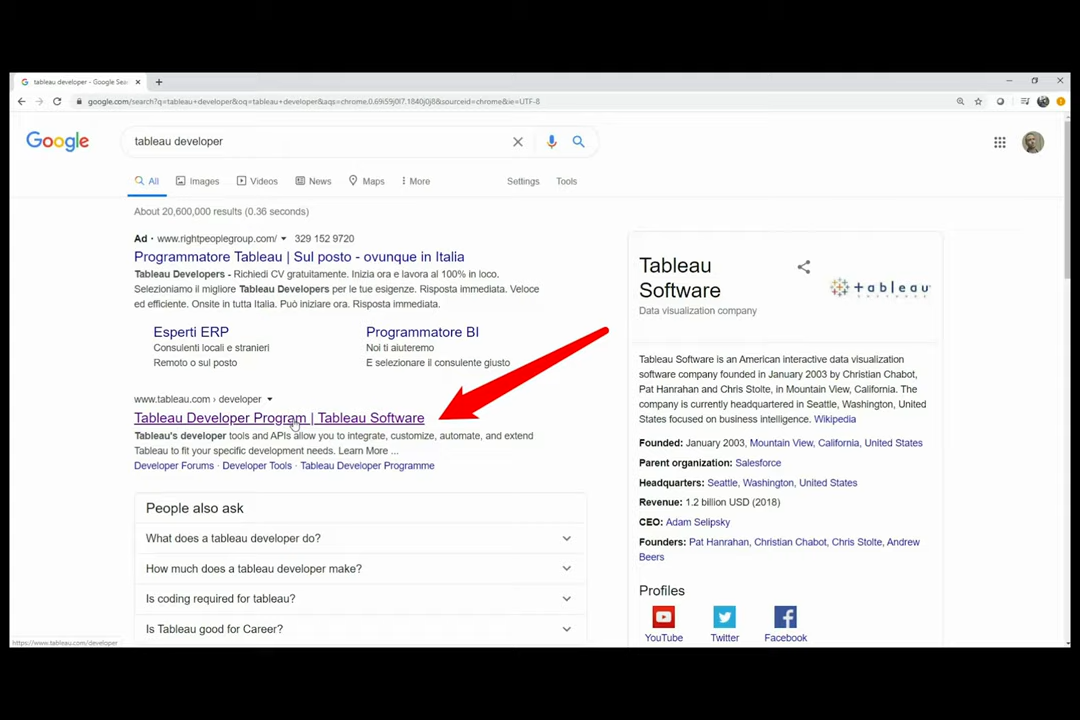 tableau developer - Google Sea
google.com/search?q=tableau+developer&oq=tableau+developer&aqs=chrome.0.69i59j0l7.1840j0j8&sourceid=chrome&ie=UTF-8
Google
tableau developer
All Images Videos News Maps More Settings Tools
About 20,600,000 results (0.36 seconds)
Ad · www.rightpeoplegroup.com/ 329 152 9720
Programmatore Tableau | Sul posto - ovunque in Italia
Tableau Developers - Richiedi CV gratuitamente. Inizia ora e lavora al 100% in loco.
Selezioniamo il migliore Tableau Developers per le tue esigenze. Risposta immediata. Veloce
ed efficiente. Onsite in tutta Italia. Può iniziare ora. Risposta immediata.
Esperti ERP
Consulenti locali e stranieri
Remoto o sul posto
Programmatore BI
Noi ti aiuteremo
E selezionare il consulente giusto
www.tableau.com › developer
Tableau Developer Program | Tableau Software
Tableau's developer tools and APIs allow you to integrate, customize, automate, and extend
Tableau to fit your specific development needs. Learn More ...
Developer Forums · Developer Tools · Tableau Developer Programme
People also ask
What does a tableau developer do?
How much does a tableau developer make?
Is coding required for tableau?
Is Tableau good for Career?
https://www.tableau.com/developer
Tableau
Software
Data visualization company
tableau
SOFTWARE
Tableau Software is an American interactive data visualization
software company founded in January 2003 by Christian Chabot,
Pat Hanrahan and Chris Stolte, in Mountain View, California. The
company is currently headquartered in Seattle, Washington, United
States focused on business intelligence. Wikipedia
Founded: January 2003, Mountain View, California, United States
Parent organization: Salesforce
Headquarters: Seattle, Washington, United States
Revenue: 1.2 billion USD (2018)
CEO: Adam Selipsky
Founders: Pat Hanrahan, Christian Chabot, Chris Stolte, Andrew
Beers
Profiles
YouTube Twitter Facebook